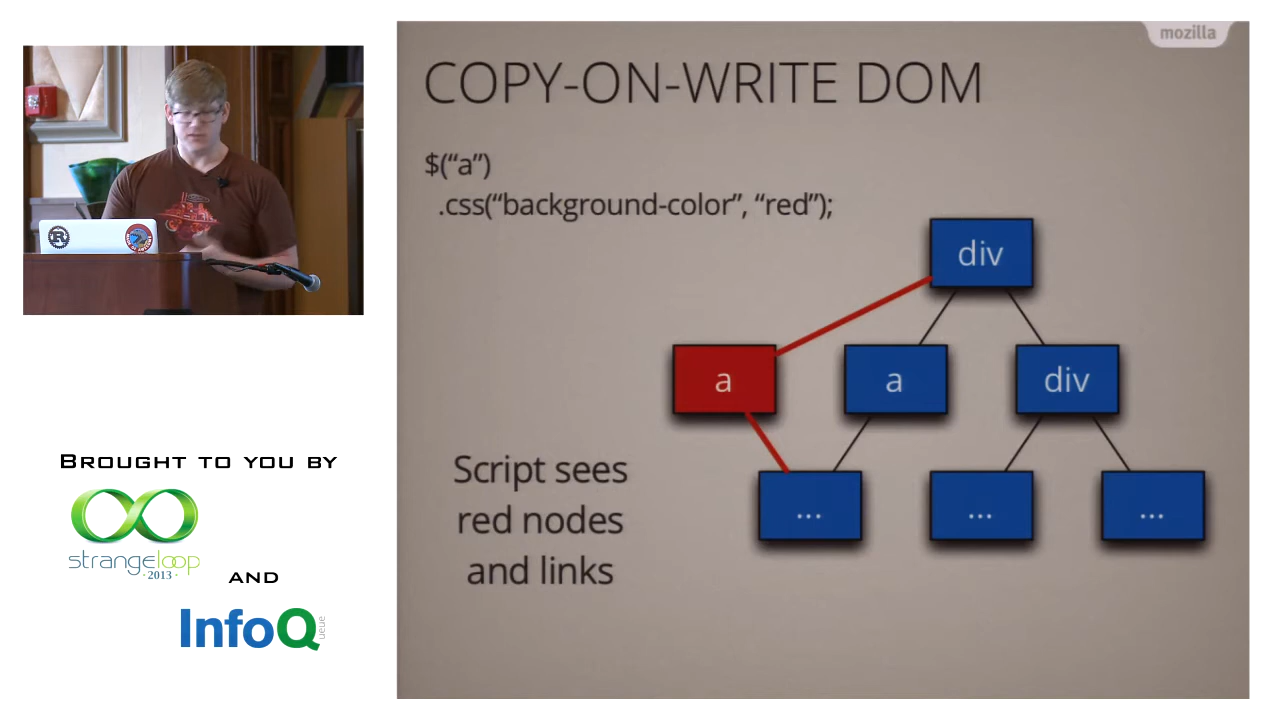 mozilla
COPY-ON-WRITE DOM
$(“a”)
.css(“background-color”, “red”);
div
a
a
div
...
...
...
Script sees
red nodes
and links
R
BROUGHT TO YOU BY
strangeloop
·2013·
AND
InfoQ
ueue